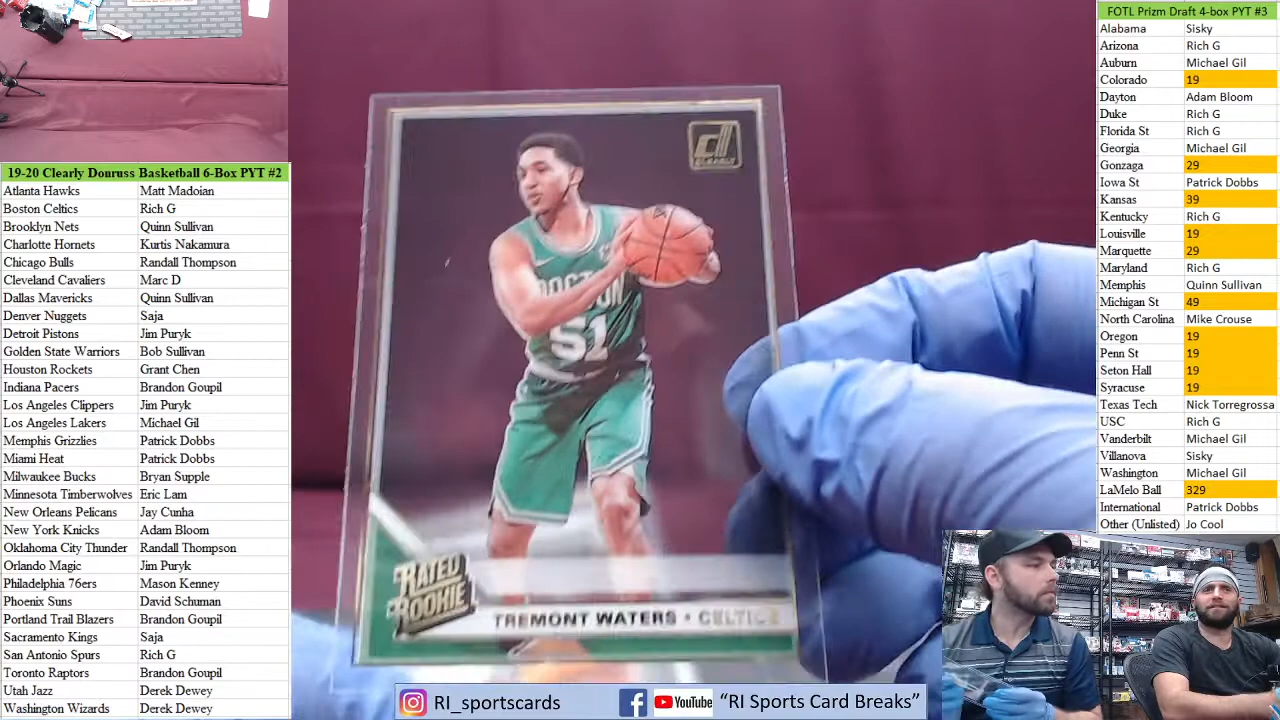 19-20 Clearly Donruss Basketball 6-Box PYT #2
Atlanta Hawks Matt Madoian
Boston Celtics Rich G
Brooklyn Nets Quinn Sullivan
Charlotte Hornets Kurtis Nakamura
Chicago Bulls Randall Thompson
Cleveland Cavaliers Marc D
Dallas Mavericks Quinn Sullivan
Denver Nuggets Saja
Detroit Pistons Jim Puryk
Golden State Warriors Bob Sullivan
Houston Rockets Grant Chen
Indiana Pacers Brandon Goupil
Los Angeles Clippers Jim Puryk
Los Angeles Lakers Michael Gil
Memphis Grizzlies Patrick Dobbs
Miami Heat Patrick Dobbs
Milwaukee Bucks Bryan Supple
Minnesota Timberwolves Eric Lam
New Orleans Pelicans Jay Cunha
New York Knicks Adam Bloom
Oklahoma City Thunder Randall Thompson
Orlando Magic Jim Puryk
Philadelphia 76ers Mason Kenney
Phoenix Suns David Schuman
Portland Trail Blazers Brandon Goupil
Sacramento Kings Saja
San Antonio Spurs Rich G
Toronto Raptors Brandon Goupil
Utah Jazz Derek Dewey
Washington Wizards Derek Dewey
CLEARLY
BOSTON
51
RATED
ROOKIE
TREMONT WATERS • CELTICS
RI_sportscards YouTube “RI Sports Card Breaks”
FOTL Prizm Draft 4-box PYT #3
Alabama Sisky
Arizona Rich G
Auburn Michael Gil
Colorado 19
Dayton Adam Bloom
Duke Rich G
Florida St Rich G
Georgia Michael Gil
Gonzaga 29
Iowa St Patrick Dobbs
Kansas 39
Kentucky Rich G
Louisville 19
Marquette 29
Maryland Rich G
Memphis Quinn Sullivan
Michigan St 49
North Carolina Mike Crouse
Oregon 19
Penn St 19
Seton Hall 19
Syracuse 19
Texas Tech Nick Torregrossa
USC Rich G
Vanderbilt Michael Gil
Villanova Sisky
Washington Michael Gil
LaMelo Ball 329
International Patrick Dobbs
Other (Unlisted) Jo Cool